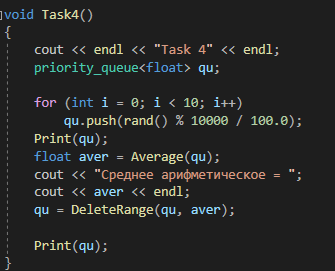 void Task4()
{
cout << endl << "Task 4" << endl;
priority_queue<float> qu;
for (int i = 0; i < 10; i++)
qu.push(rand() % 10000 / 100.0);
Print(qu);
float aver = Average(qu);
cout << "Среднее арифметическое = ";
cout << aver << endl;
qu = DeleteRange(qu, aver);
Print(qu);
}